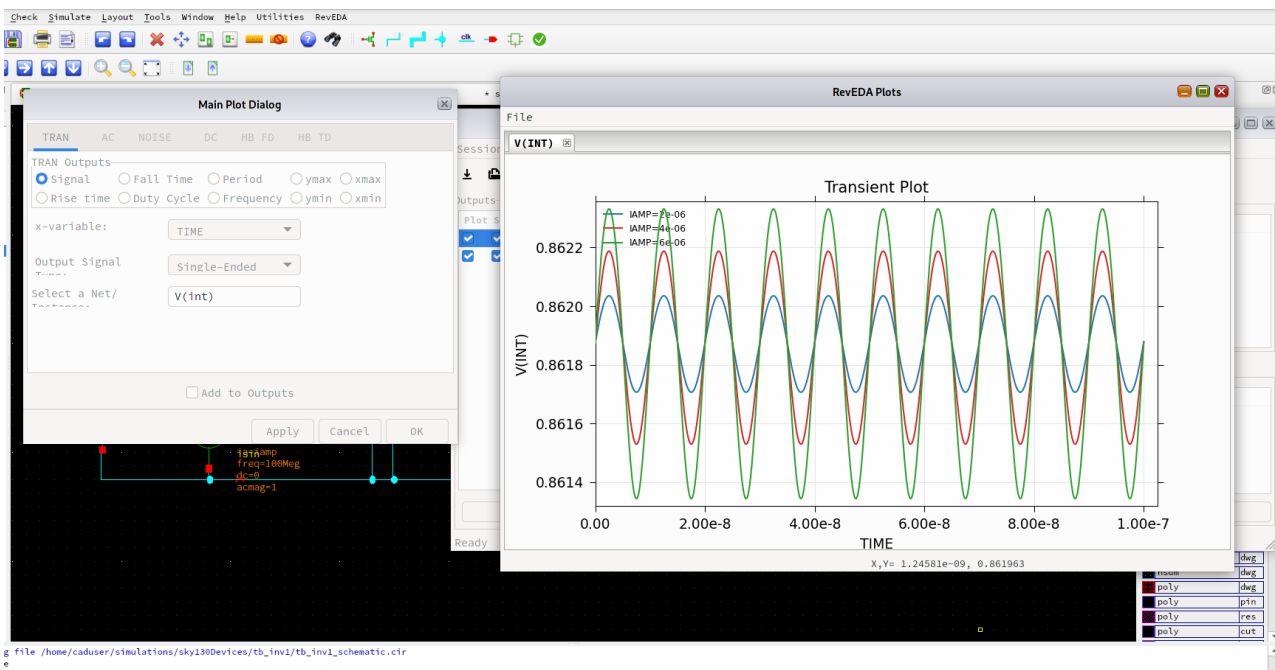 Check Simulate Layout Tools Window Help Utilities RevEDA
clk
Main Plot Dialog
TRAN AC NOISE DC HB FD HB TD
TRAN Outputs
Signal Fall Time Period ymax xmax
Rise time Duty Cycle Frequency ymin xmin
x-variable: TIME
Output Signal Single-Ended
Select a Net/ V(int)
Add to Outputs
Apply Cancel OK
freq=100Meg
dc=0
acmag=1
Session
Plot S
Ready
RevEDA Plots
File
V(INT)
Transient Plot
IAMP=2e-06
IAMP=4e-06
IAMP=6e-06
V(INT)
0.8622
0.8620
0.8618
0.8616
0.8614
0.00 2.00e-8 4.00e-8 6.00e-8 8.00e-8 1.00e-7
TIME
X,Y= 1.24581e-09, 0.861963
dwg
dwg
poly dwg
poly pin
poly res
poly cut
g file /home/caduser/simulations/sky130Devices/tb_inv1/tb_inv1_schematic.cir
e